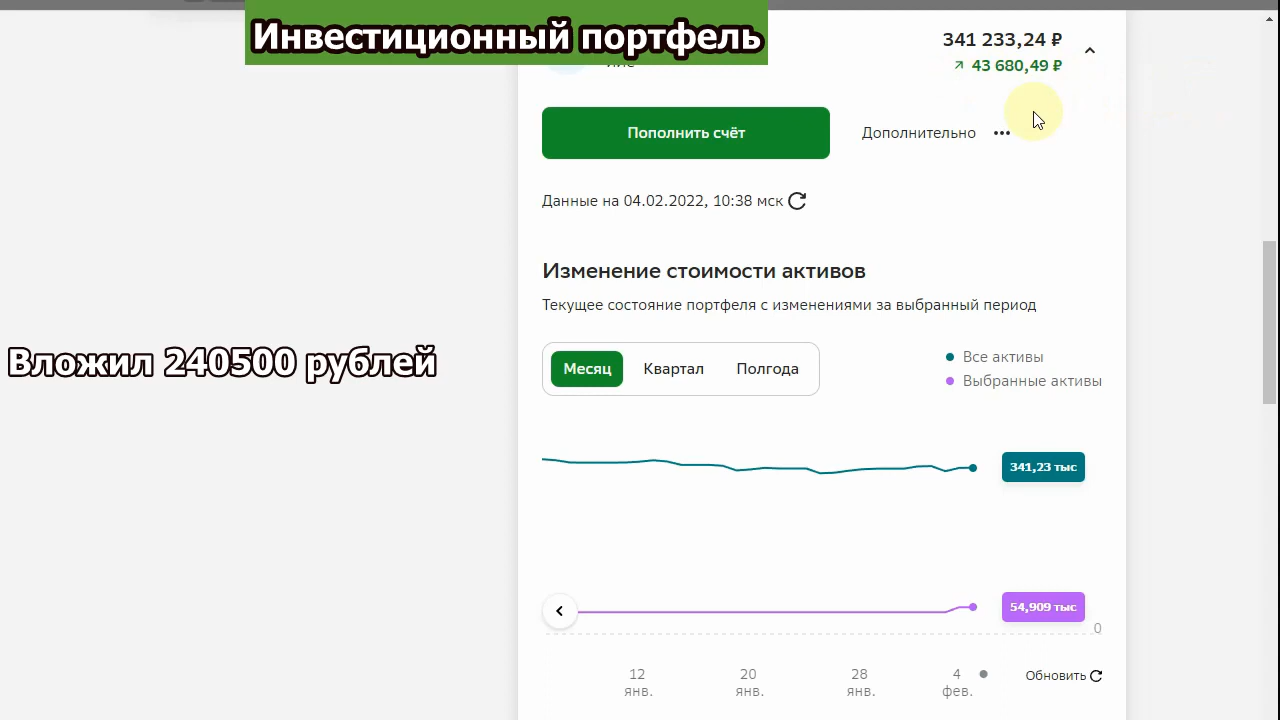 Инвестиционный портфель
341 233,24 ₽
43 680,49 ₽
Пополнить счёт
Дополнительно
Данные на 04.02.2022, 10:38 мск
Изменение стоимости активов
Текущее состояние портфеля с изменениями за выбранный период
Вложил 240500 рублей
Месяц Квартал Полгода
Все активы
Выбранные активы
341,23 тыс
54,909 тыс
0
12 янв.
20 янв.
28 янв.
4 фев.
Обновить